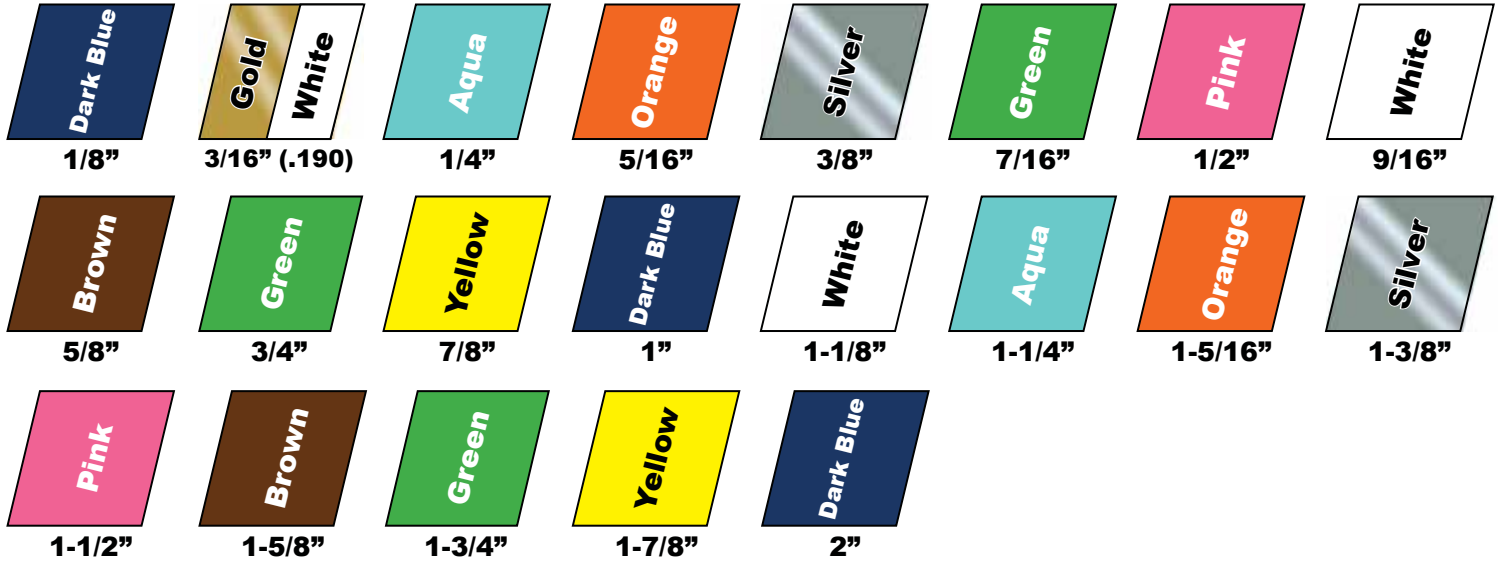 Dark Blue
Gold
White
Aqua
Orange
Silver
Green
Pink
White
1/8”
3/16” (.190)
1/4”
5/16”
3/8”
7/16”
1/2”
9/16”
Brown
Green
Yellow
Dark Blue
White
Aqua
Orange
Silver
5/8”
3/4”
7/8”
1”
1-1/8”
1-1/4”
1-5/16”
1-3/8”
Pink
Brown
Green
Yellow
Dark Blue
1-1/2”
1-5/8”
1-3/4”
1-7/8”
2”